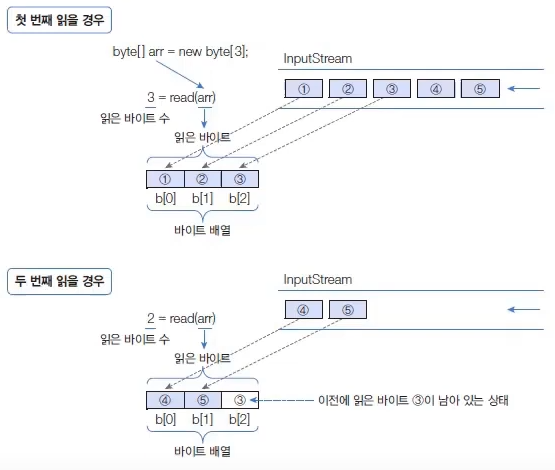 첫 번째 읽을 경우
byte[] arr = new byte[3];
InputStream
① ② ③ ④ ⑤
3 = read(arr)
읽은 바이트 수
읽은 바이트
① ② ③
b[0] b[1] b[2]
바이트 배열
두 번째 읽을 경우
InputStream
④ ⑤
2 = read(arr)
읽은 바이트 수
읽은 바이트
④ ⑤ ③ 이전에 읽은 바이트 ③이 남아 있는 상태
b[0] b[1] b[2]
바이트 배열